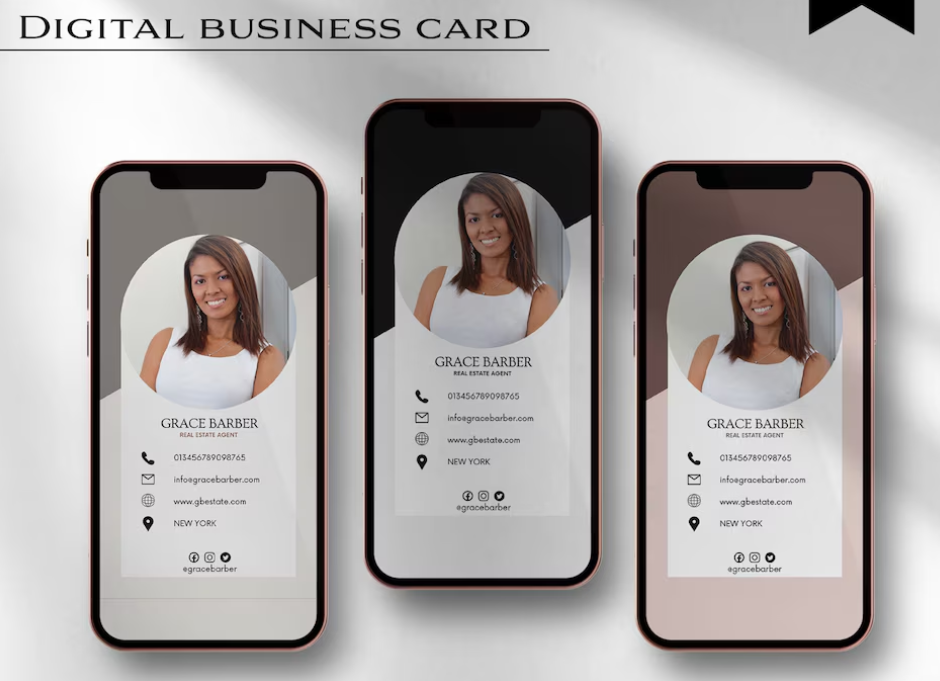 DIGITAL BUSINESS CARD
GRACE BARBER
REAL ESTATE AGENT
013456789098765
info@gracebarber.com
www.gbestate.com
NEW YORK
@gracebarber
GRACE BARBER
REAL ESTATE AGENT
013456789098765
info@gracebarber.com
www.gbestate.com
NEW YORK
@gracebarber
GRACE BARBER
REAL ESTATE AGENT
013456789098765
info@gracebarber.com
www.gbestate.com
NEW YORK
@gracebarber